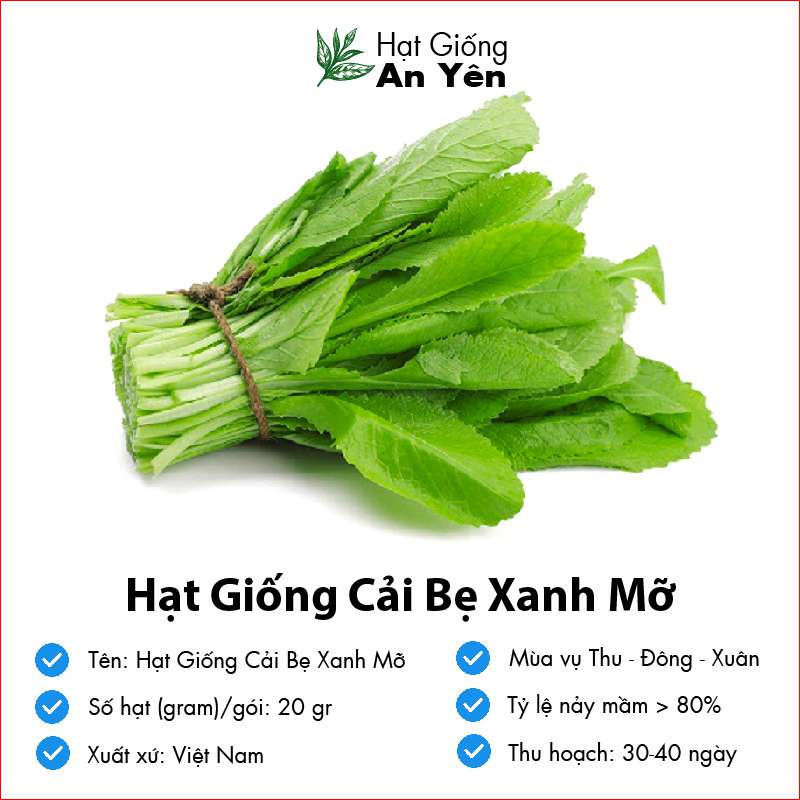 Hạt Giống
An Yên
Hạt Giống Cải Bẹ Xanh Mỡ
Tên: Hạt Giống Cải Bẹ Xanh Mỡ
Số hạt (gram)/gói: 20 gr
Xuất xứ: Việt Nam
Mùa vụ Thu - Đông - Xuân
Tỷ lệ nảy mầm > 80%
Thu hoạch: 30-40 ngày